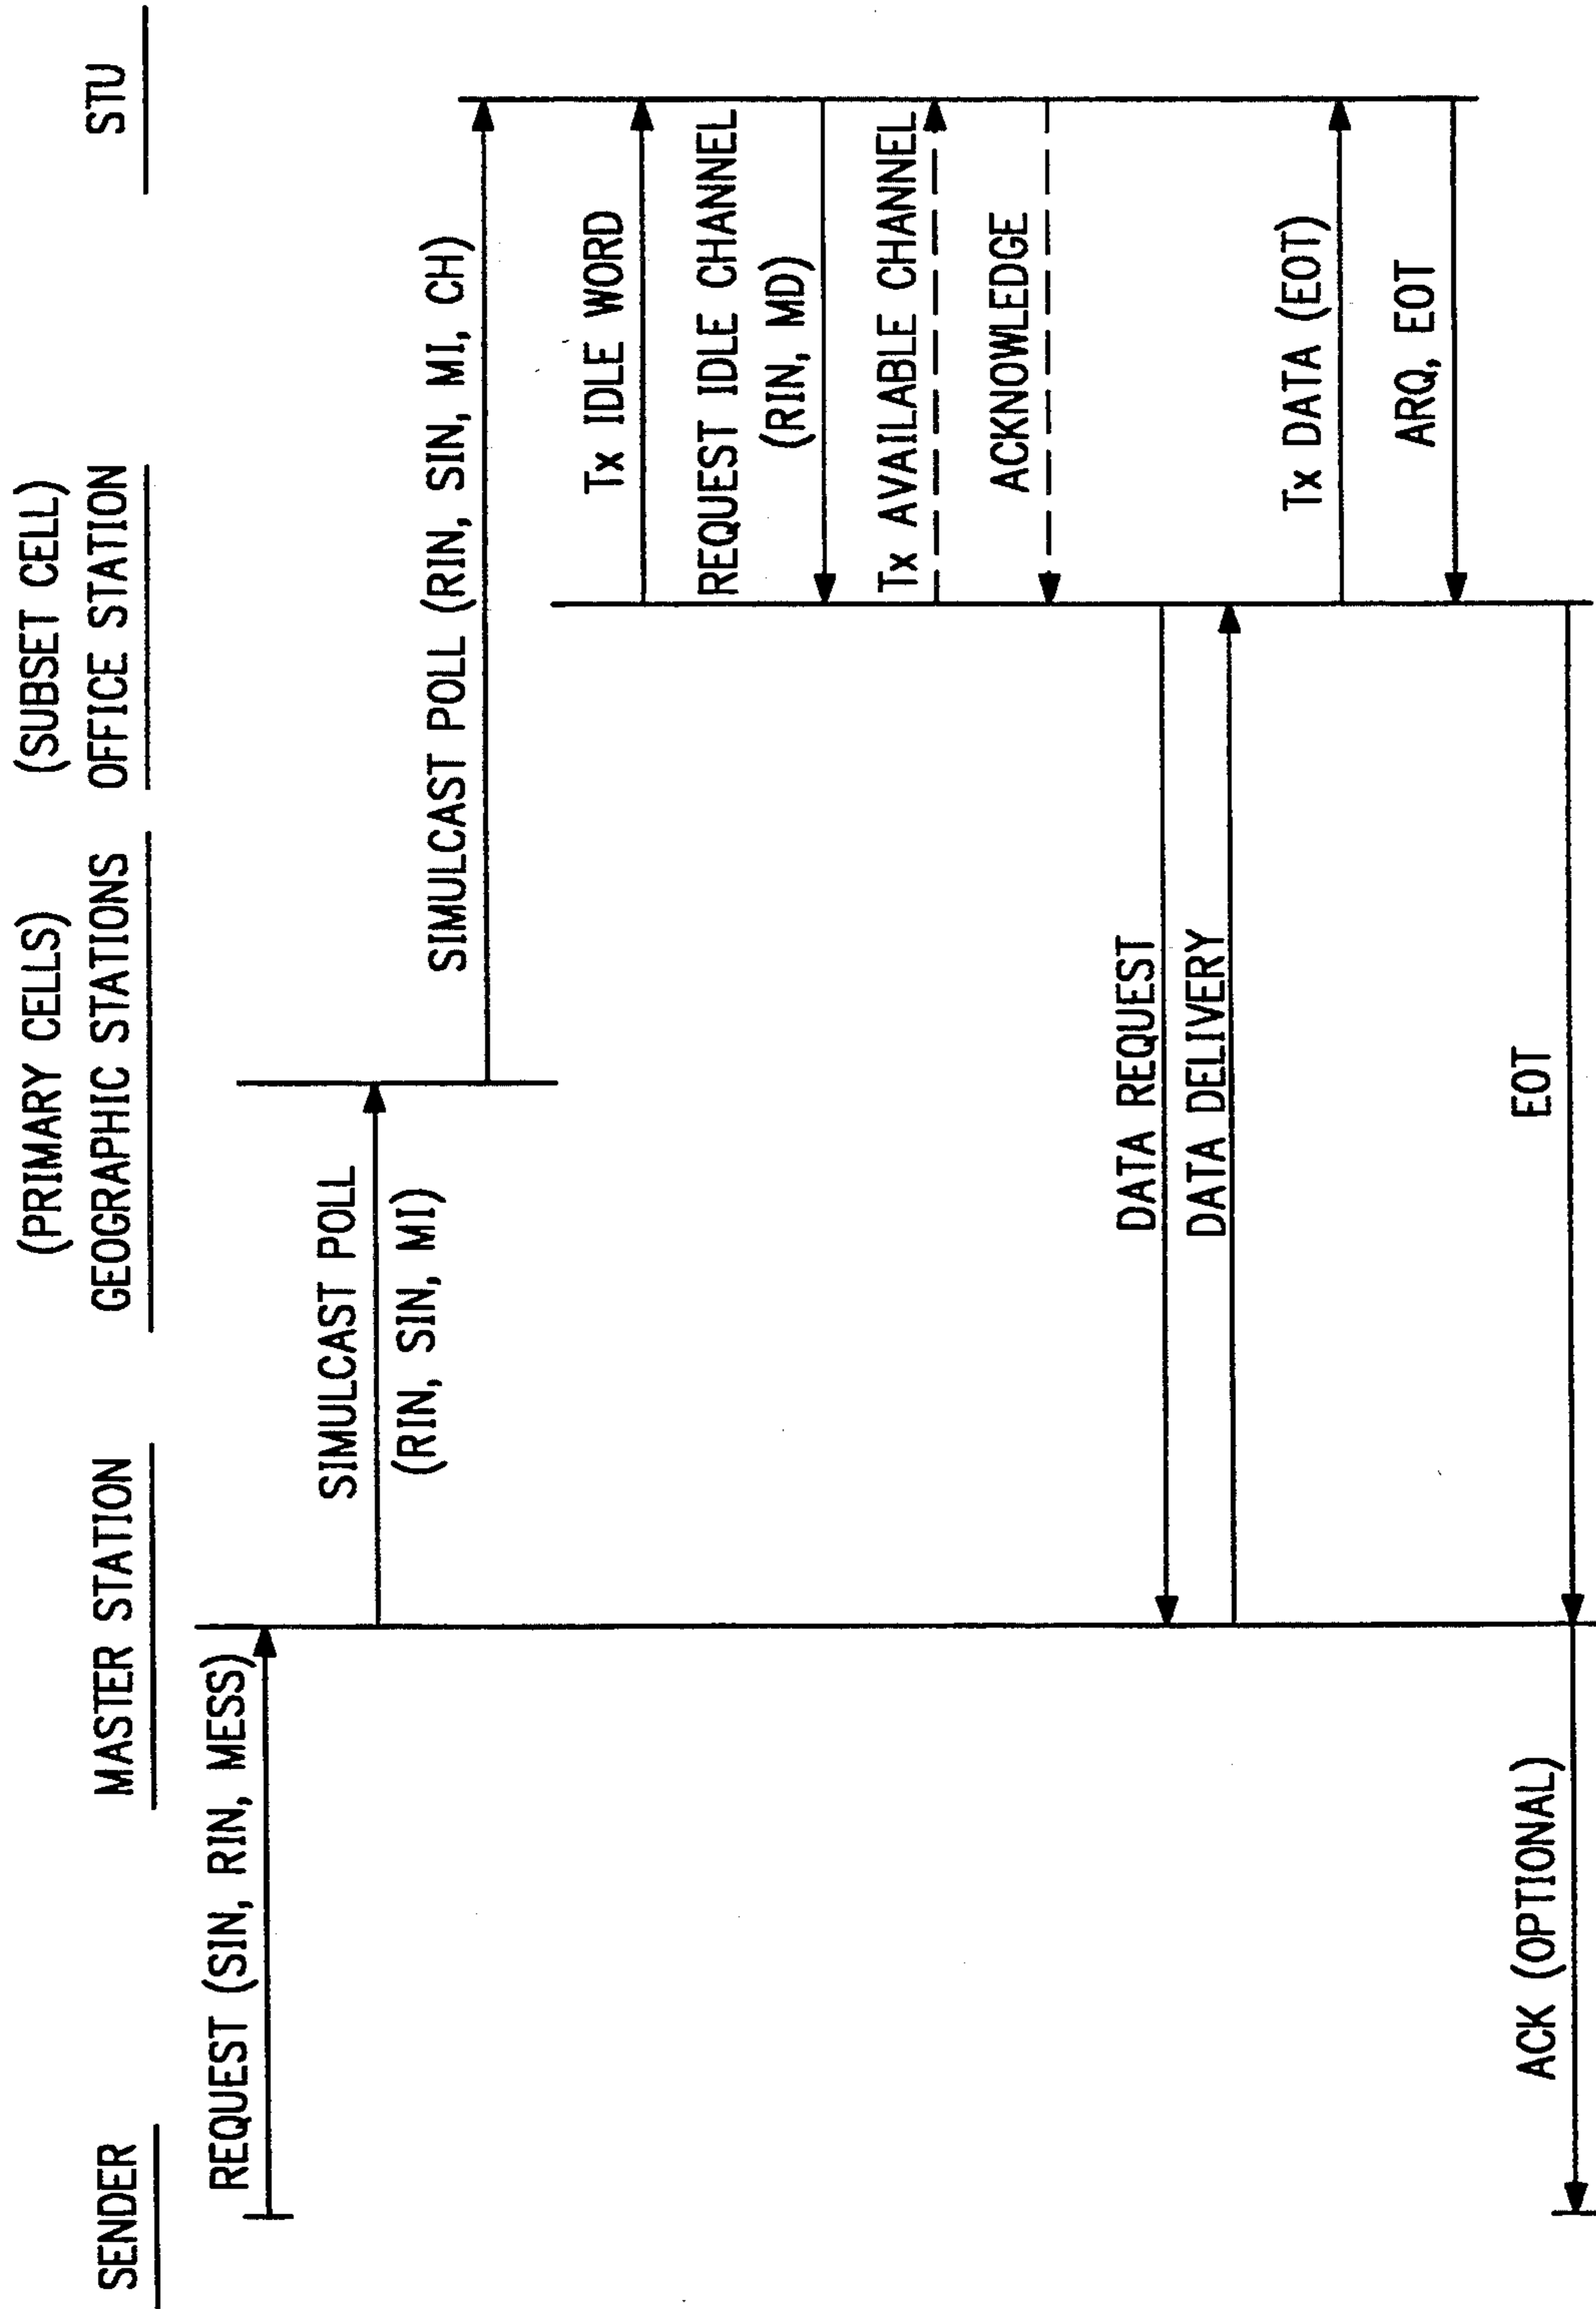 SENDER
MASTER STATION
(PRIMARY CELLS)
GEOGRAPHIC STATIONS
(SUBSET CELL)
OFFICE STATION
STU
REQUEST (SIN, RIN, MESS)
SIMULCAST POLL
(RIN, SIN, MI)
SIMULCAST POLL (RIN, SIN, MI, CH)
Tx IDLE WORD
REQUEST IDLE CHANNEL
(RIN, MD)
Tx AVAILABLE CHANNEL
ACKNOWLEDGE
DATA REQUEST
DATA DELIVERY
Tx DATA (EOT)
ARQ, EOT
EOT
ACK (OPTIONAL)